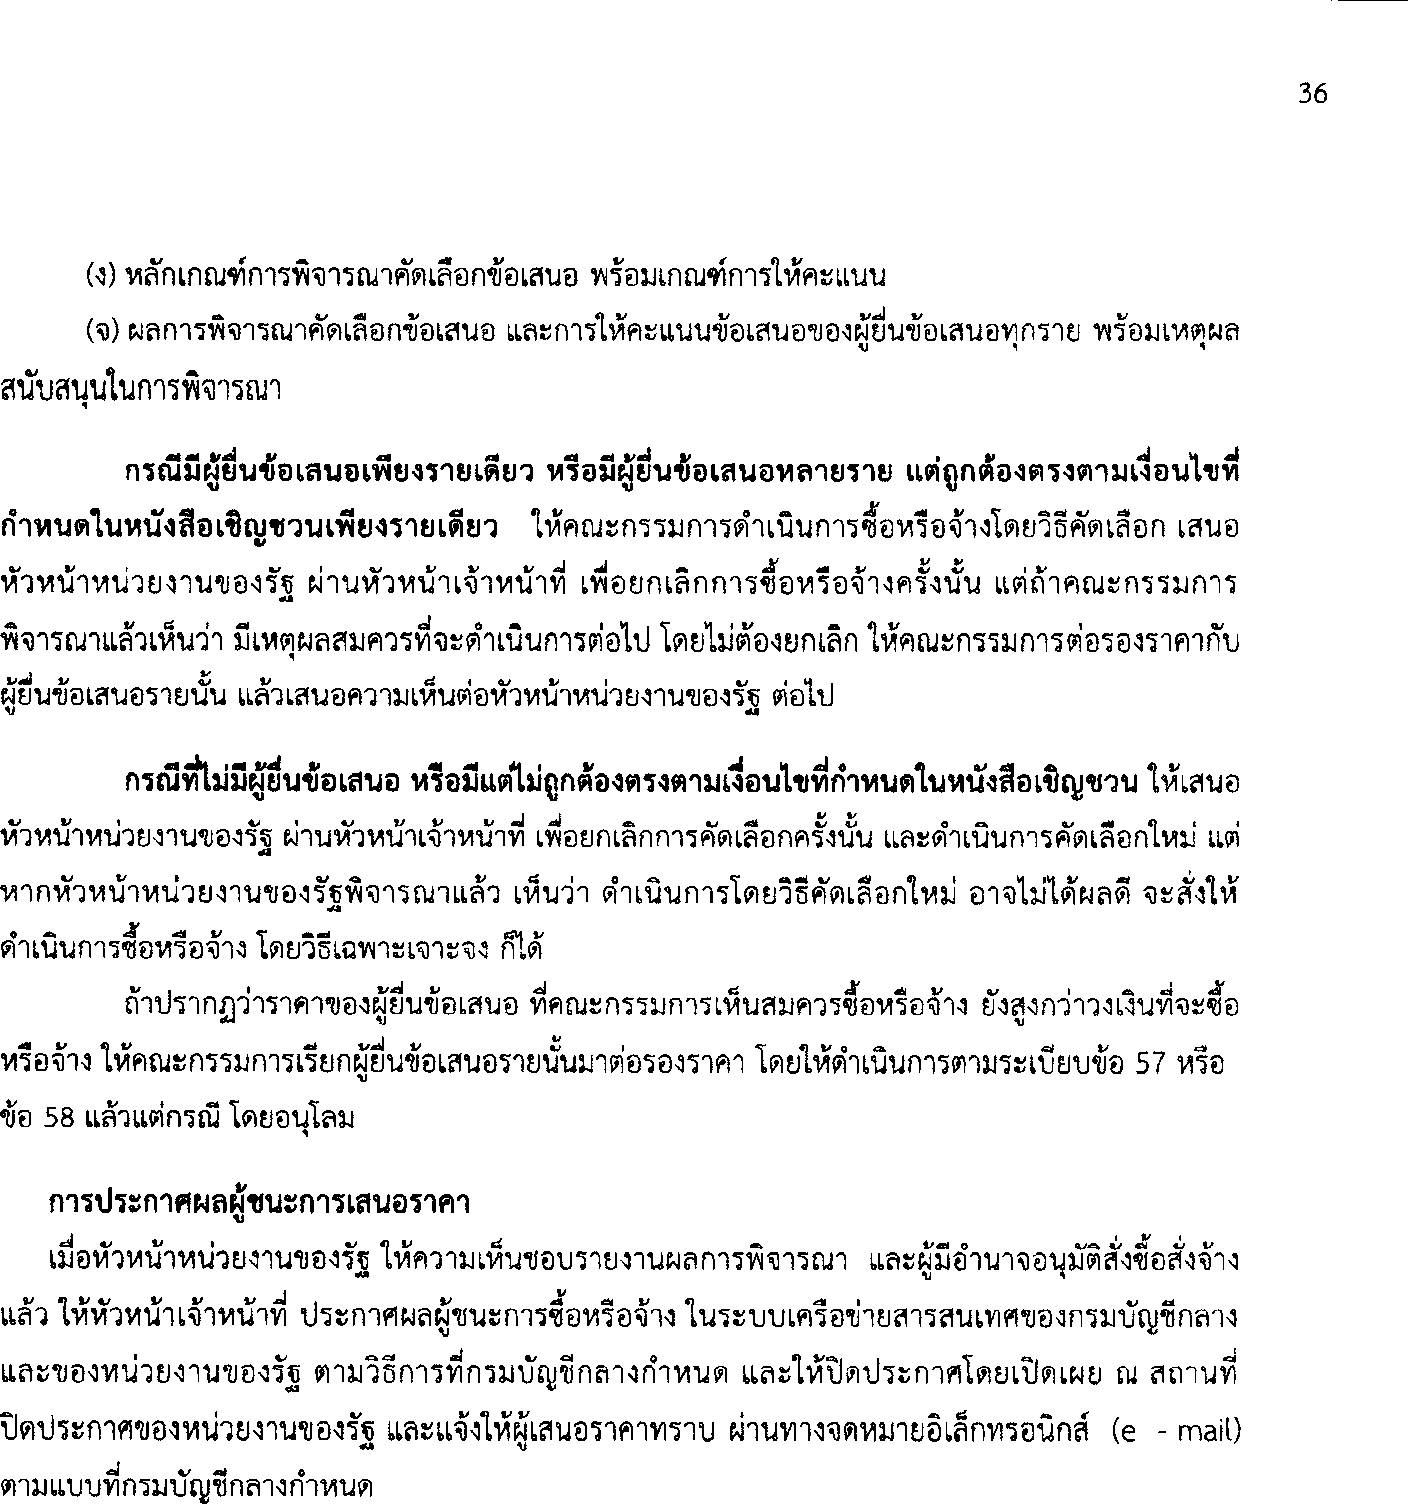 36
(ง) หลักเกณฑ์การพิจารณาคัดเลือกข้อเสนอ พร้อมเกณฑ์การให้คะแนน
(จ) ผลการพิจารณาคัดเลือกข้อเสนอ และการให้คะแนนข้อเสนอของผู้ยื่นข้อเสนอทุกราย พร้อมเหตุผล
สนับสนุนในการพิจารณา
กรณีมีผู้ยื่นข้อเสนอเพียงรายเดียว หรือมีผู้ยื่นข้อเสนอหลายราย แต่ถูกต้องตรงตามเงื่อนไขที่
กำหนดในหนังสือเชิญชวนเพียงรายเดียว ให้คณะกรรมการดำเนินการซื้อหรือจ้างโดยวิธีคัดเลือก เสนอ
หัวหน้าหน่วยงานของรัฐ ผ่านหัวหน้าเจ้าหน้าที่ เพื่อยกเลิกการซื้อหรือจ้างครั้งนั้น แต่ถ้าคณะกรรมการ
พิจารณาแล้วเห็นว่า มีเหตุผลสมควรที่จะดำเนินการต่อไป โดยไม่ต้องยกเลิก ให้คณะกรรมการต่อรองราคากับ
ผู้ยื่นข้อเสนอรายนั้น แล้วเสนอความเห็นต่อหัวหน้าหน่วยงานของรัฐ ต่อไป
กรณีที่ไม่มีผู้ยื่นข้อเสนอ หรือมีแต่ไม่ถูกต้องตรงตามเงื่อนไขที่กำหนดในหนังสือเชิญชวน ให้เสนอ
หัวหน้าหน่วยงานของรัฐ ผ่านหัวหน้าเจ้าหน้าที่ เพื่อยกเลิกการคัดเลือกครั้งนั้น และดำเนินการคัดเลือกใหม่ แต่
หากหัวหน้าหน่วยงานของรัฐพิจารณาแล้ว เห็นว่า ดำเนินการโดยวิธีคัดเลือกใหม่ อาจไม่ได้ผลดี จะสั่งให้
ดำเนินการซื้อหรือจ้าง โดยวิธีเฉพาะเจาะจง ก็ได้
ถ้าปรากฏว่าราคาของผู้ยื่นข้อเสนอ ที่คณะกรรมการเห็นสมควรซื้อหรือจ้าง ยังสูงกว่าวงเงินที่จะซื้อ
หรือจ้าง ให้คณะกรรมการเรียกผู้ยื่นข้อเสนอรายนั้นมาต่อรองราคา โดยให้ดำเนินการตามระเบียบข้อ 57 หรือ
ข้อ 58 แล้วแต่กรณี โดยอนุโลม
การประกาศผลผู้ชนะการเสนอราคา
เมื่อหัวหน้าหน่วยงานของรัฐ ให้ความเห็นชอบรายงานผลการพิจารณา และผู้มีอำนาจอนุมัติสั่งซื้อสั่งจ้าง
แล้ว ให้หัวหน้าเจ้าหน้าที่ ประกาศผลผู้ชนะการซื้อหรือจ้าง ในระบบเครือข่ายสารสนเทศของกรมบัญชีกลาง
และของหน่วยงานของรัฐ ตามวิธีการที่กรมบัญชีกลางกำหนด และให้ปิดประกาศโดยเปิดเผย ณ สถานที่
ปิดประกาศของหน่วยงานของรัฐ และแจ้งให้ผู้เสนอราคาทราบ ผ่านทางจดหมายอิเล็กทรอนิกส์ (e - mail)
ตามแบบที่กรมบัญชีกลางกำหนด